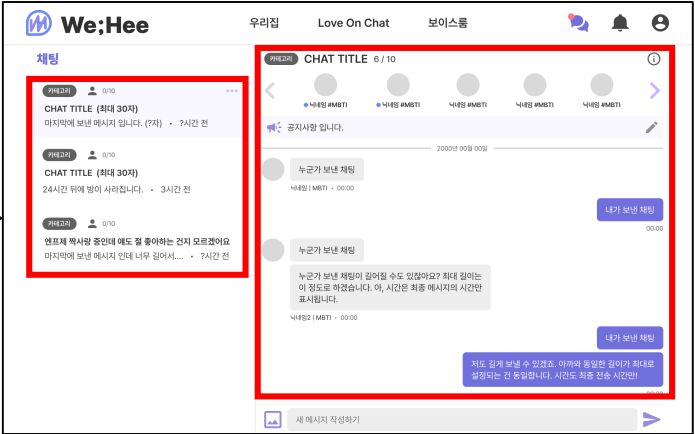 We;Hee
우리집
Love On Chat
보이스룸
채팅
카테고리 0/10
CHAT TITLE (최대 30자)
마지막에 보낸 메시지 입니다. (?자) • ?시간 전
카테고리 0/10
CHAT TITLE (최대 30자)
24시간 뒤에 방이 사라집니다. • 3시간 전
카테고리 0/10
엔프제 짝사랑 중인데 얘도 절 좋아하는 건지 모르겠어요
마지막에 보낸 메시지 인데 너무 길어서.... • ?시간 전
카테고리 CHAT TITLE 6 / 10
닉네임 #MBTI 닉네임 #MBTI 닉네임 #MBTI 닉네임 #MBTI 닉네임 #MBTI
공지사항 입니다.
2000년 00월 00일
누군가 보낸 채팅
닉네임 | MBTI • 00:00
내가 보낸 채팅
00:00
누군가 보낸 채팅
누군가 보낸 채팅이 길어질 수도 있잖아요? 최대 길이는
이 정도로 하겠습니다. 아, 시간은 최종 메시지의 시간만
표시됩니다.
닉네임2 | MBTI • 00:00
내가 보낸 채팅
저도 길게 보낼 수 있겠죠. 아까와 동일한 길이가 최대로
설정되는 건 동일합니다. 시간도 최종 전송 시간만!
00:00
새 메시지 작성하기